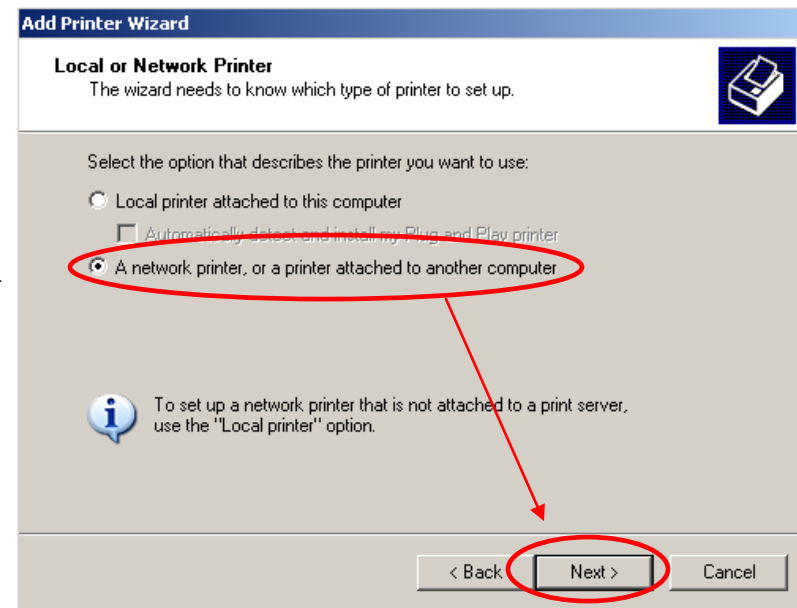 Add Printer Wizard
Local or Network Printer
The wizard needs to know which type of printer to set up.
Select the option that describes the printer you want to use:
Local printer attached to this computer
Automatically detect and install my Plug and Play printer
A network printer, or a printer attached to another computer
To set up a network printer that is not attached to a print server,
use the "Local printer" option.
< Back Next > Cancel